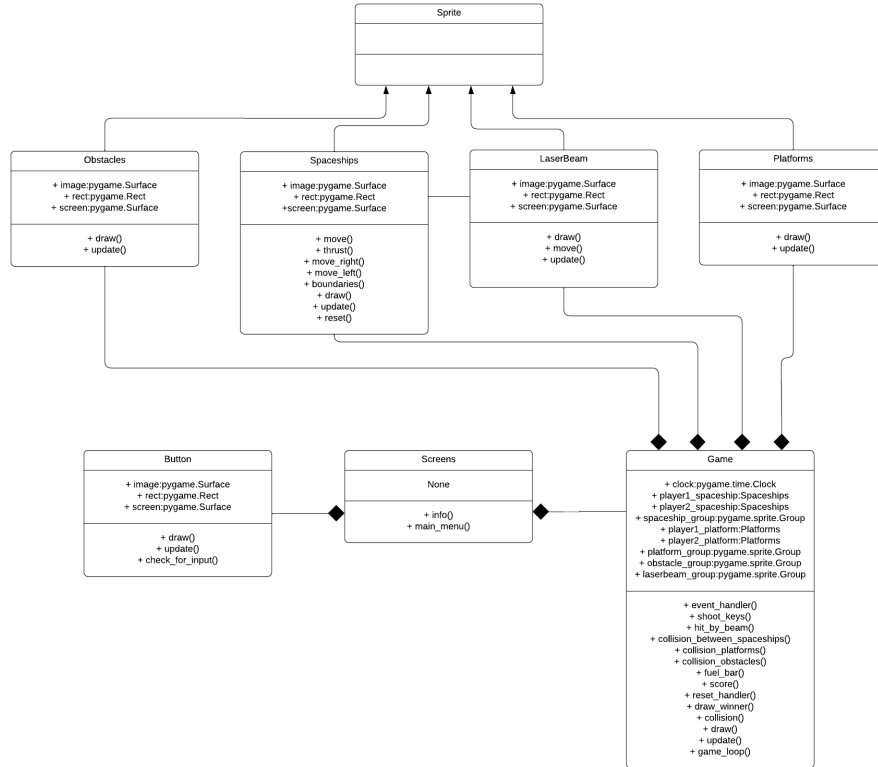 Sprite
Obstacles
+ image:pygame.Surface
+ rect:pygame.Rect
+ screen:pygame.Surface
+ draw()
+ update()
Spaceships
+ image:pygame.Surface
+ rect:pygame.Rect
+screen:pygame.Surface
+ move()
+ thrust()
+ move_right()
+ move_left()
+ boundaries()
+ draw()
+ update()
+ reset()
LaserBeam
+ image:pygame.Surface
+ rect:pygame.Rect
+ screen:pygame.Surface
+ draw()
+ move()
+ update()
Platforms
+ image:pygame.Surface
+ rect:pygame.Rect
+ screen:pygame.Surface
+ draw()
+ update()
Button
+ image:pygame.Surface
+ rect:pygame.Rect
+ screen:pygame.Surface
+ draw()
+ update()
+ check_for_input()
Screens
None
+ info()
+ main_menu()
Game
+ clock:pygame.time.Clock
+ player1_spaceship:Spaceships
+ player2_spaceship:Spaceships
+ spaceship_group:pygame.sprite.Group
+ player1_platform:Platforms
+ player2_platform:Platforms
+ platform_group:pygame.sprite.Group
+ obstacle_group:pygame.sprite.Group
+ laserbeam_group:pygame.sprite.Group
+ event_handler()
+ shoot_keys()
+ hit_by_beam()
+ collision_between_spaceships()
+ collision_platforms()
+ collision_obstacles()
+ fuel_bar()
+ score()
+ reset_handler()
+ draw_winner()
+ collision()
+ draw()
+ update()
+ game_loop()